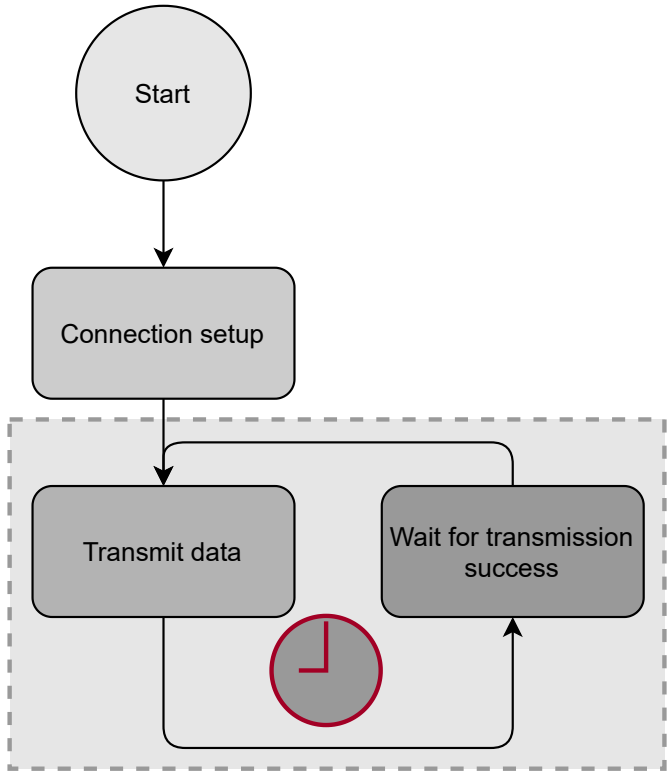 Start
Connection setup
Transmit data
Wait for transmission
success